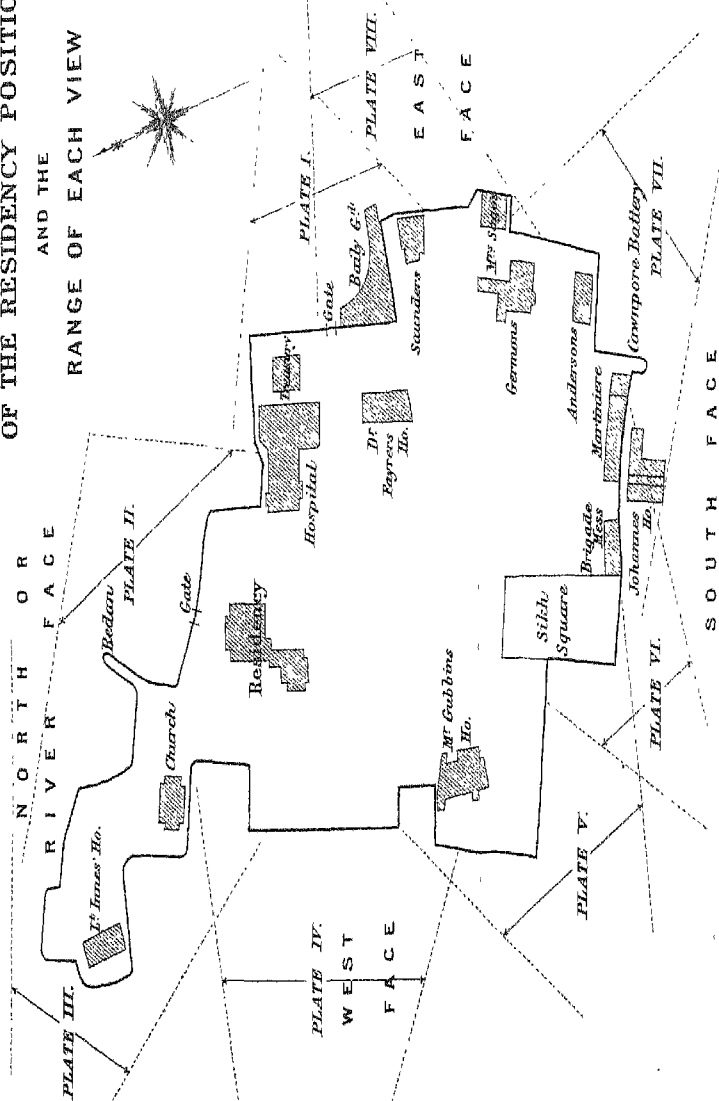 OF THE RESIDENCY POSITIO
AND THE
RANGE OF EACH VIEW
NORTH OR
RIVER FACE
PLATE III.
Lt. Innes' Ho.
Church
Redan
PLATE II.
Gate
Residency
Hospital
Dr.
Fayrers
Ho.
Gate
PLATE I.
Baily Gd.
Saunders
PLATE VIII.
EAST
FACE
Germons
Andersons
Cawnpore Battery
PLATE VII.
Martiniere
Brigade
Mess
Johannes
Ho.
Sikh
Square
Mr. Gubbins
Ho.
PLATE IV.
WEST
FACE
PLATE V.
PLATE VI.
SOUTH FACE